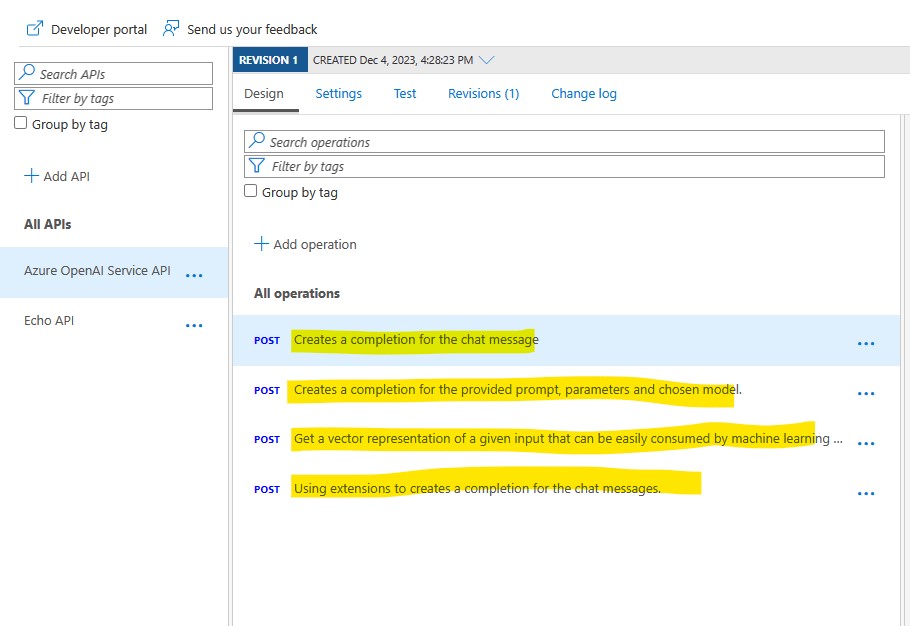 Developer portal
Send us your feedback
Search APIs
Filter by tags
Group by tag
Add API
All APIs
Azure OpenAI Service API
...
Echo API
...
REVISION 1
CREATED Dec 4, 2023, 4:28:23 PM
Design
Settings
Test
Revisions (1)
Change log
Search operations
Filter by tags
Group by tag
Add operation
All operations
POST Creates a completion for the chat message ...
POST Creates a completion for the provided prompt, parameters and chosen model. ...
POST Get a vector representation of a given input that can be easily consumed by machine learning ... ...
POST Using extensions to creates a completion for the chat messages. ...